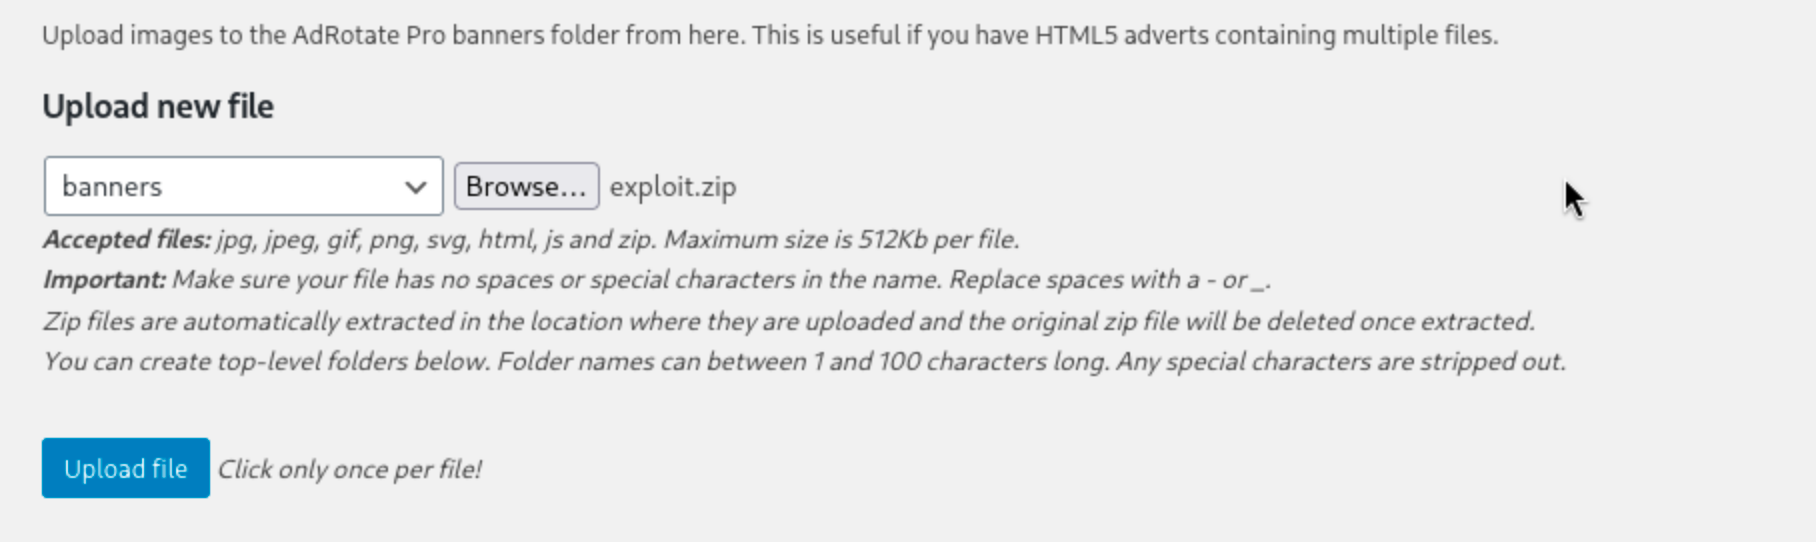 Upload images to the AdRotate Pro banners folder from here. This is useful if you have HTML5 adverts containing multiple files.
Upload new file
banners Browse... exploit.zip
Accepted files: jpg, jpeg, gif, png, svg, html, js and zip. Maximum size is 512Kb per file.
Important: Make sure your file has no spaces or special characters in the name. Replace spaces with a - or _.
Zip files are automatically extracted in the location where they are uploaded and the original zip file will be deleted once extracted.
You can create top-level folders below. Folder names can between 1 and 100 characters long. Any special characters are stripped out.
Upload file Click only once per file!